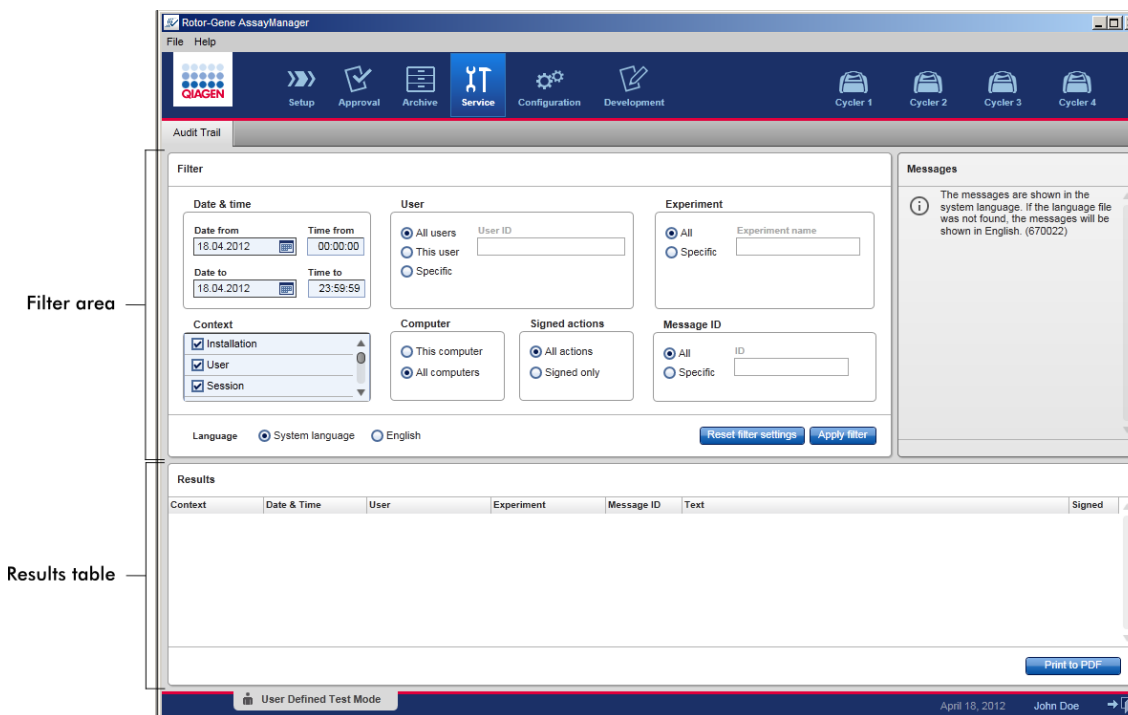 Rotor-Gene AssayManager
File Help
QIAGEN
Setup Approval Archive Service Configuration Development Cycler 1 Cycler 2 Cycler 3 Cycler 4
Audit Trail
Filter
Date & time User Experiment
Date from Time from
18.04.2012 00:00:00
Date to Time to
18.04.2012 23:59:59
All users User ID
This user
Specific
All Experiment name
Specific
Context Computer Signed actions Message ID
Installation
User
Session
This computer
All computers
All actions
Signed only
All ID
Specific
Language System language English Reset filter settings Apply filter
Messages
The messages are shown in the
system language. If the language file
was not found, the messages will be
shown in English. (670022)
Filter area
Results
Context Date & Time User Experiment Message ID Text Signed
Results table
Print to PDF
User Defined Test Mode April 18, 2012 John Doe